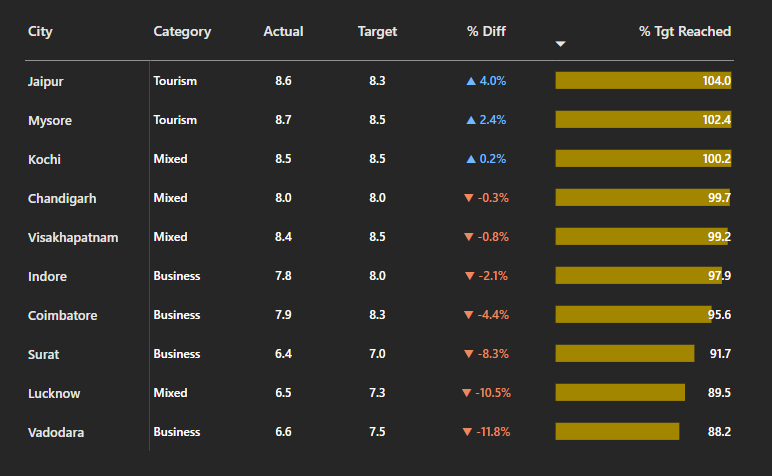 City Category Actual Target % Diff % Tgt Reached
Jaipur Tourism 8.6 8.3 ▲ 4.0% 104.0
Mysore Tourism 8.7 8.5 ▲ 2.4% 102.4
Kochi Mixed 8.5 8.5 ▲ 0.2% 100.2
Chandigarh Mixed 8.0 8.0 ▼ -0.3% 99.7
Visakhapatnam Mixed 8.4 8.5 ▼ -0.8% 99.2
Indore Business 7.8 8.0 ▼ -2.1% 97.9
Coimbatore Business 7.9 8.3 ▼ -4.4% 95.6
Surat Business 6.4 7.0 ▼ -8.3% 91.7
Lucknow Mixed 6.5 7.3 ▼ -10.5% 89.5
Vadodara Business 6.6 7.5 ▼ -11.8% 88.2